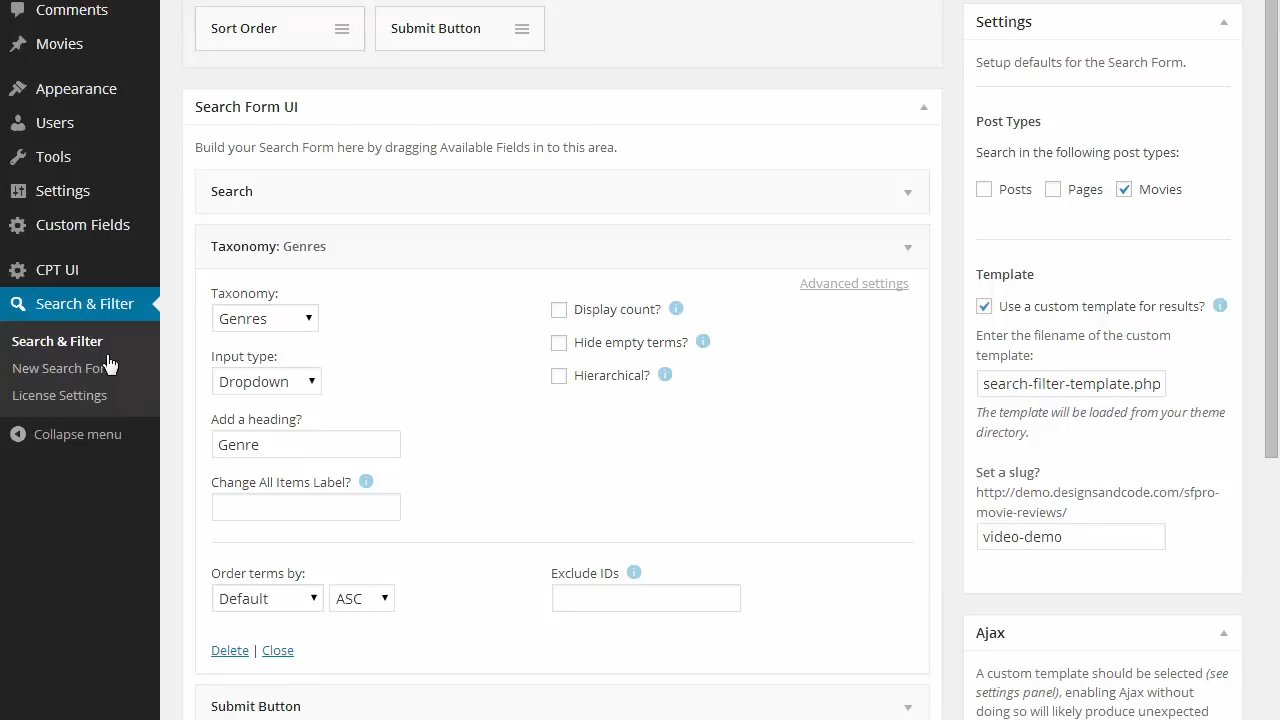 Comments
Movies
Appearance
Users
Tools
Settings
Custom Fields
CPT UI
Search & Filter
Search & Filter
New Search For
License Settings
Collapse menu
Sort Order
Submit Button
Search Form UI
Build your Search Form here by dragging Available Fields in to this area.
Search
Taxonomy: Genres
Advanced settings
Taxonomy:
Genres
Input type:
Dropdown
Add a heading?
Genre
Change All Items Label?
Display count?
Hide empty terms?
Hierarchical?
Order terms by:
Default
ASC
Exclude IDs
Delete | Close
Submit Button
Settings
Setup defaults for the Search Form.
Post Types
Search in the following post types:
Posts Pages Movies
Template
Use a custom template for results?
Enter the filename of the custom
template:
search-filter-template.php
The template will be loaded from your theme
directory.
Set a slug?
http://demo.designsandcode.com/sfpro-
movie-reviews/
video-demo
Ajax
A custom template should be selected (see
settings panel), enabling Ajax without
doing so will likely produce unexpected